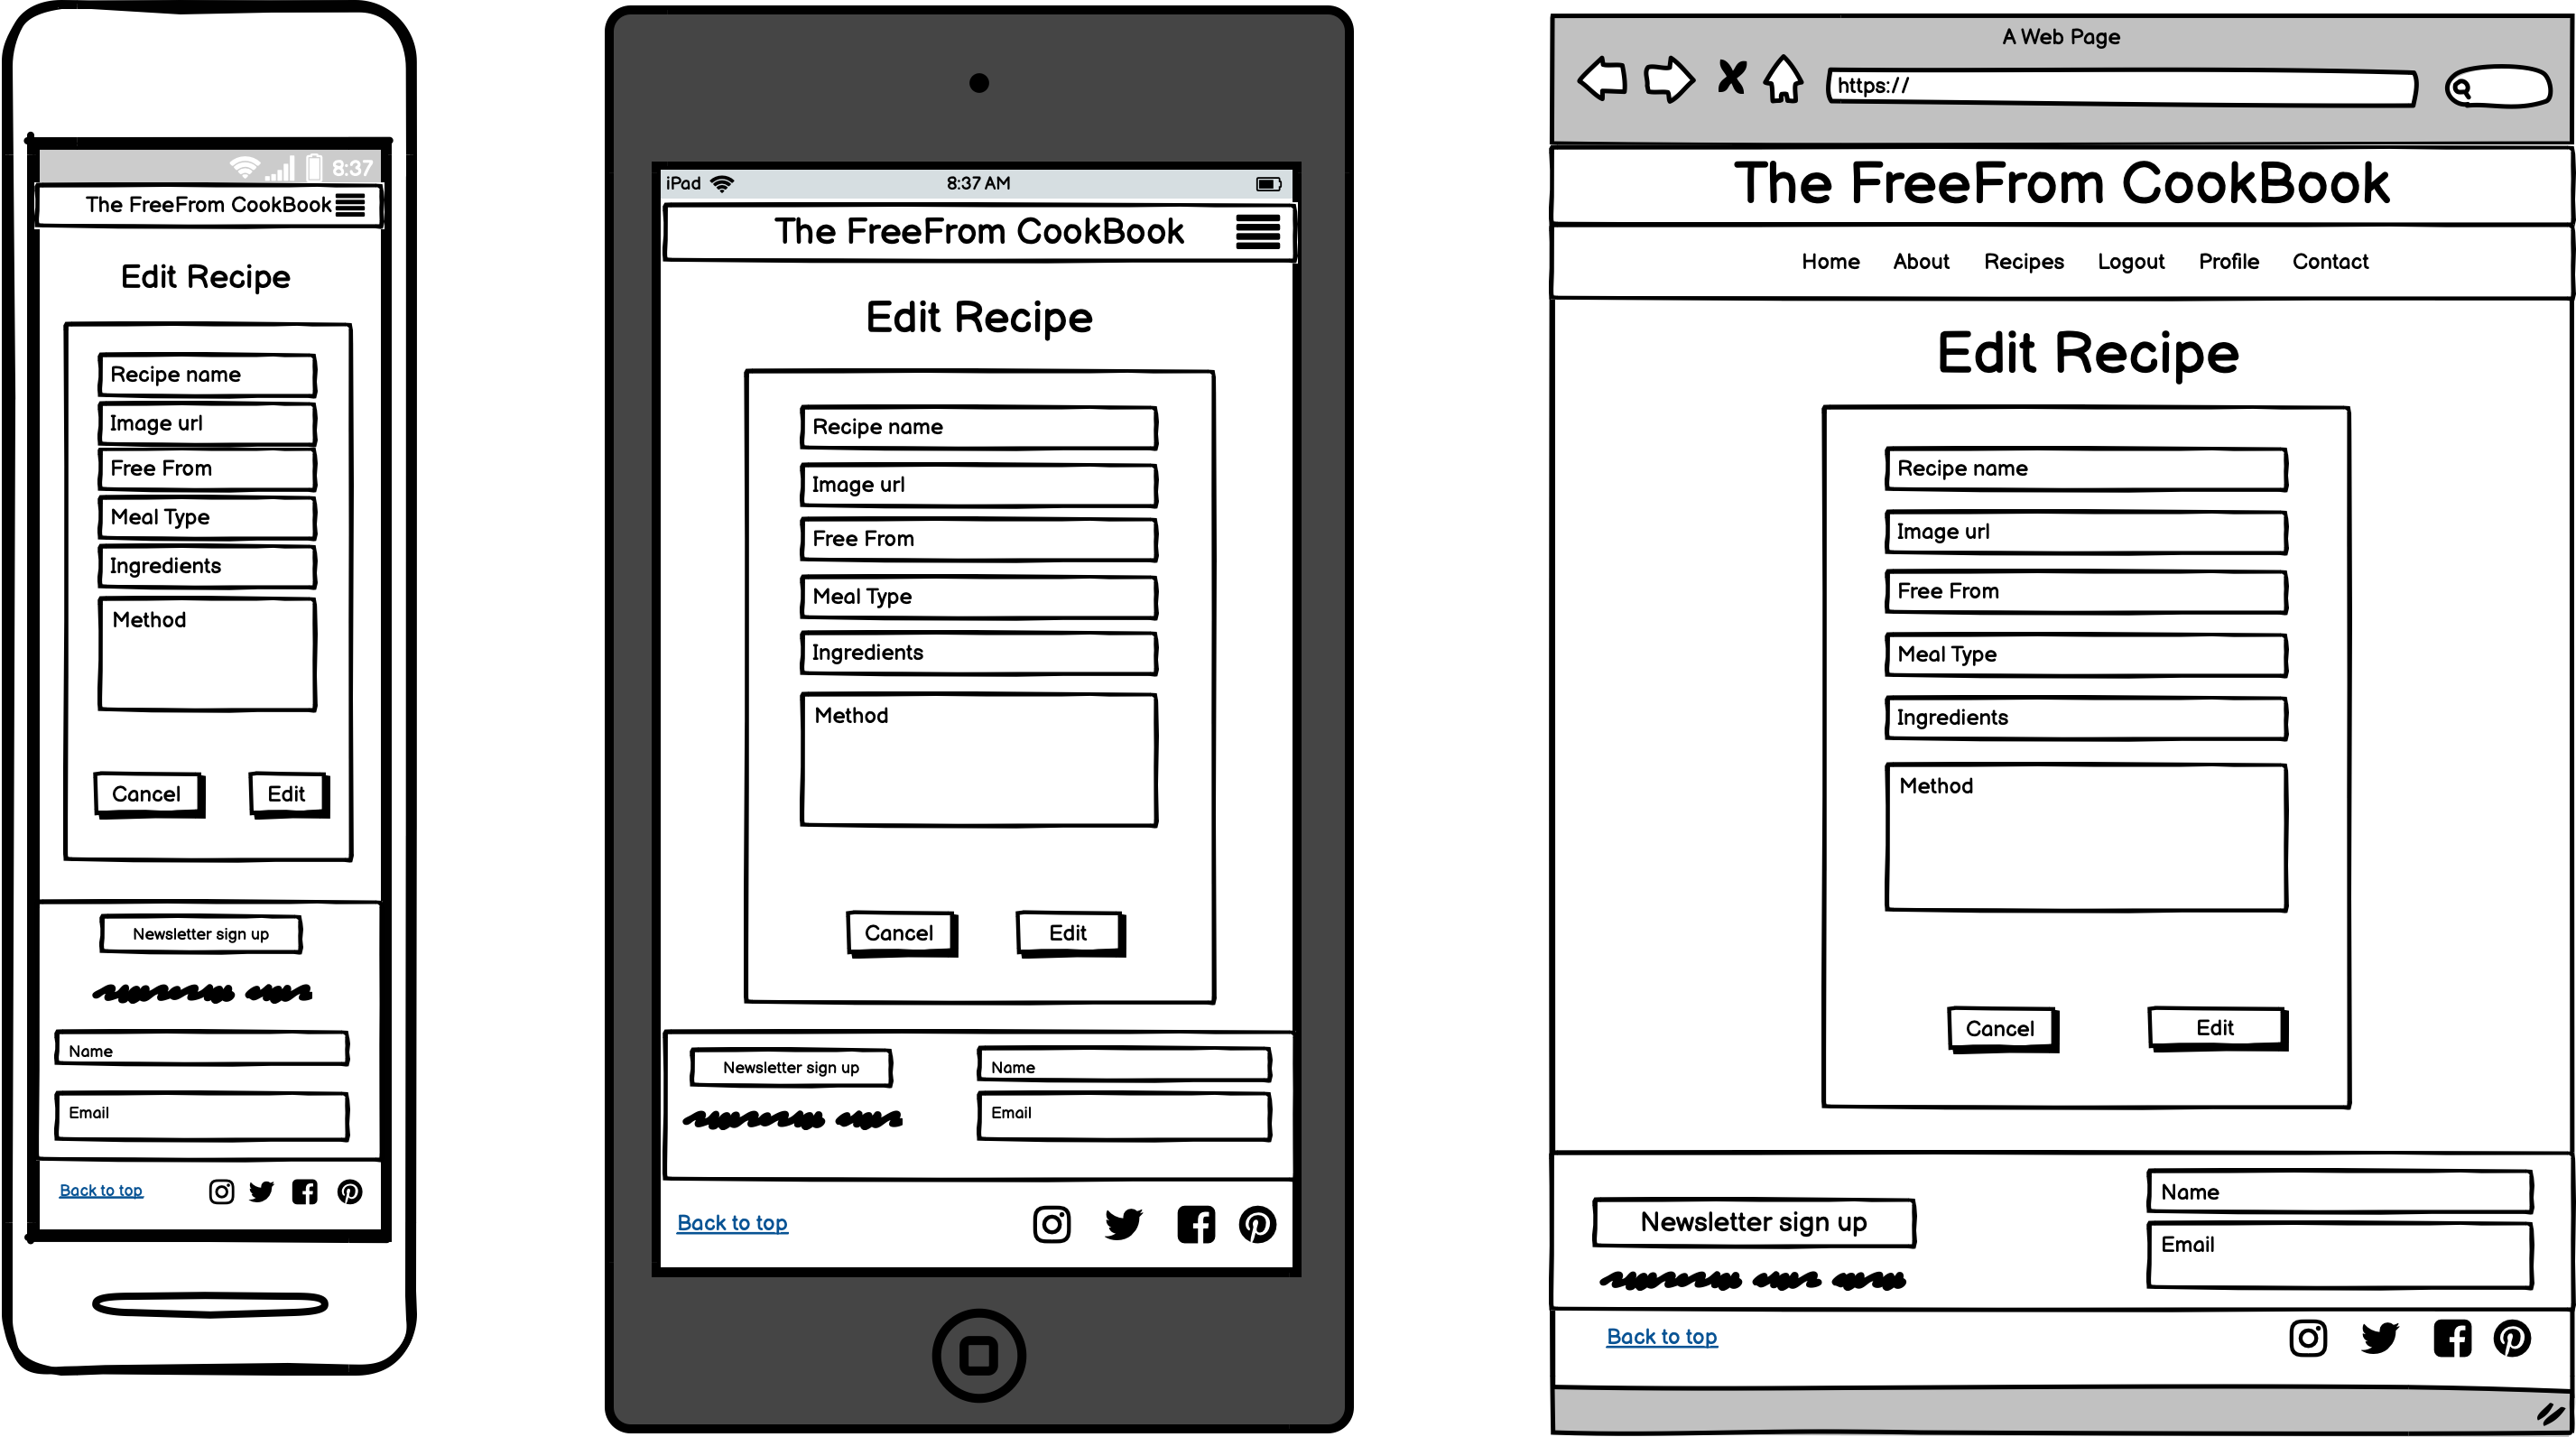 8:37
The FreeFrom CookBook
Edit Recipe
Recipe name
Image url
Free From
Meal Type
Ingredients
Method
Cancel Edit
Newsletter sign up
Name
Email
Back to top
iPad 8:37 AM
The FreeFrom CookBook
Edit Recipe
Recipe name
Image url
Free From
Meal Type
Ingredients
Method
Cancel Edit
Newsletter sign up
Name
Email
Back to top
A Web Page
https://
The FreeFrom CookBook
Home About Recipes Logout Profile Contact
Edit Recipe
Recipe name
Image url
Free From
Meal Type
Ingredients
Method
Cancel Edit
Newsletter sign up
Name
Email
Back to top